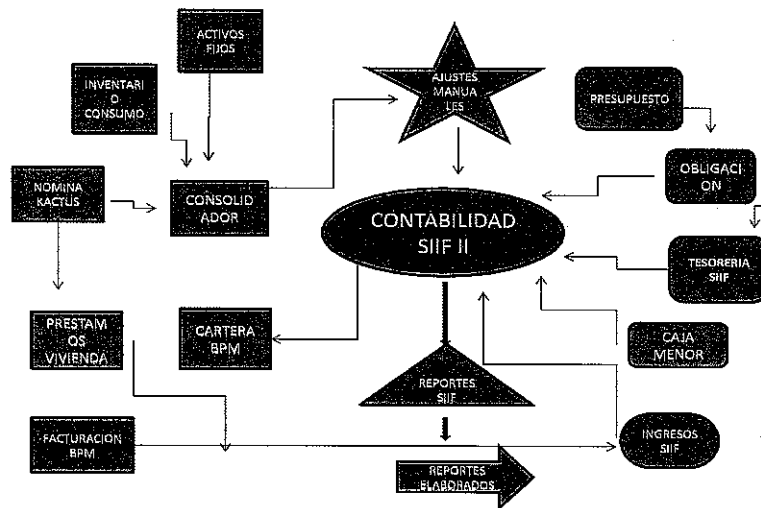 ACTIVOS
FIJOS
INVENTARI
O
CONSUMO
AJUSTES
MANUA
LES
PRESUPUESTO
NOMINA
KACTUS
CONSOLID
ADOR
OBLIGACI
ON
CONTABILIDAD
SIIF II
TESORERIA
SIIF
PRESTAM
OS
VIVIENDA
CARTERA
BPM
CAJA
MENOR
REPORTES
SIIF
FACTURACION
BPM
INGRESOS
SIIF
REPORTES
ELABORADOS